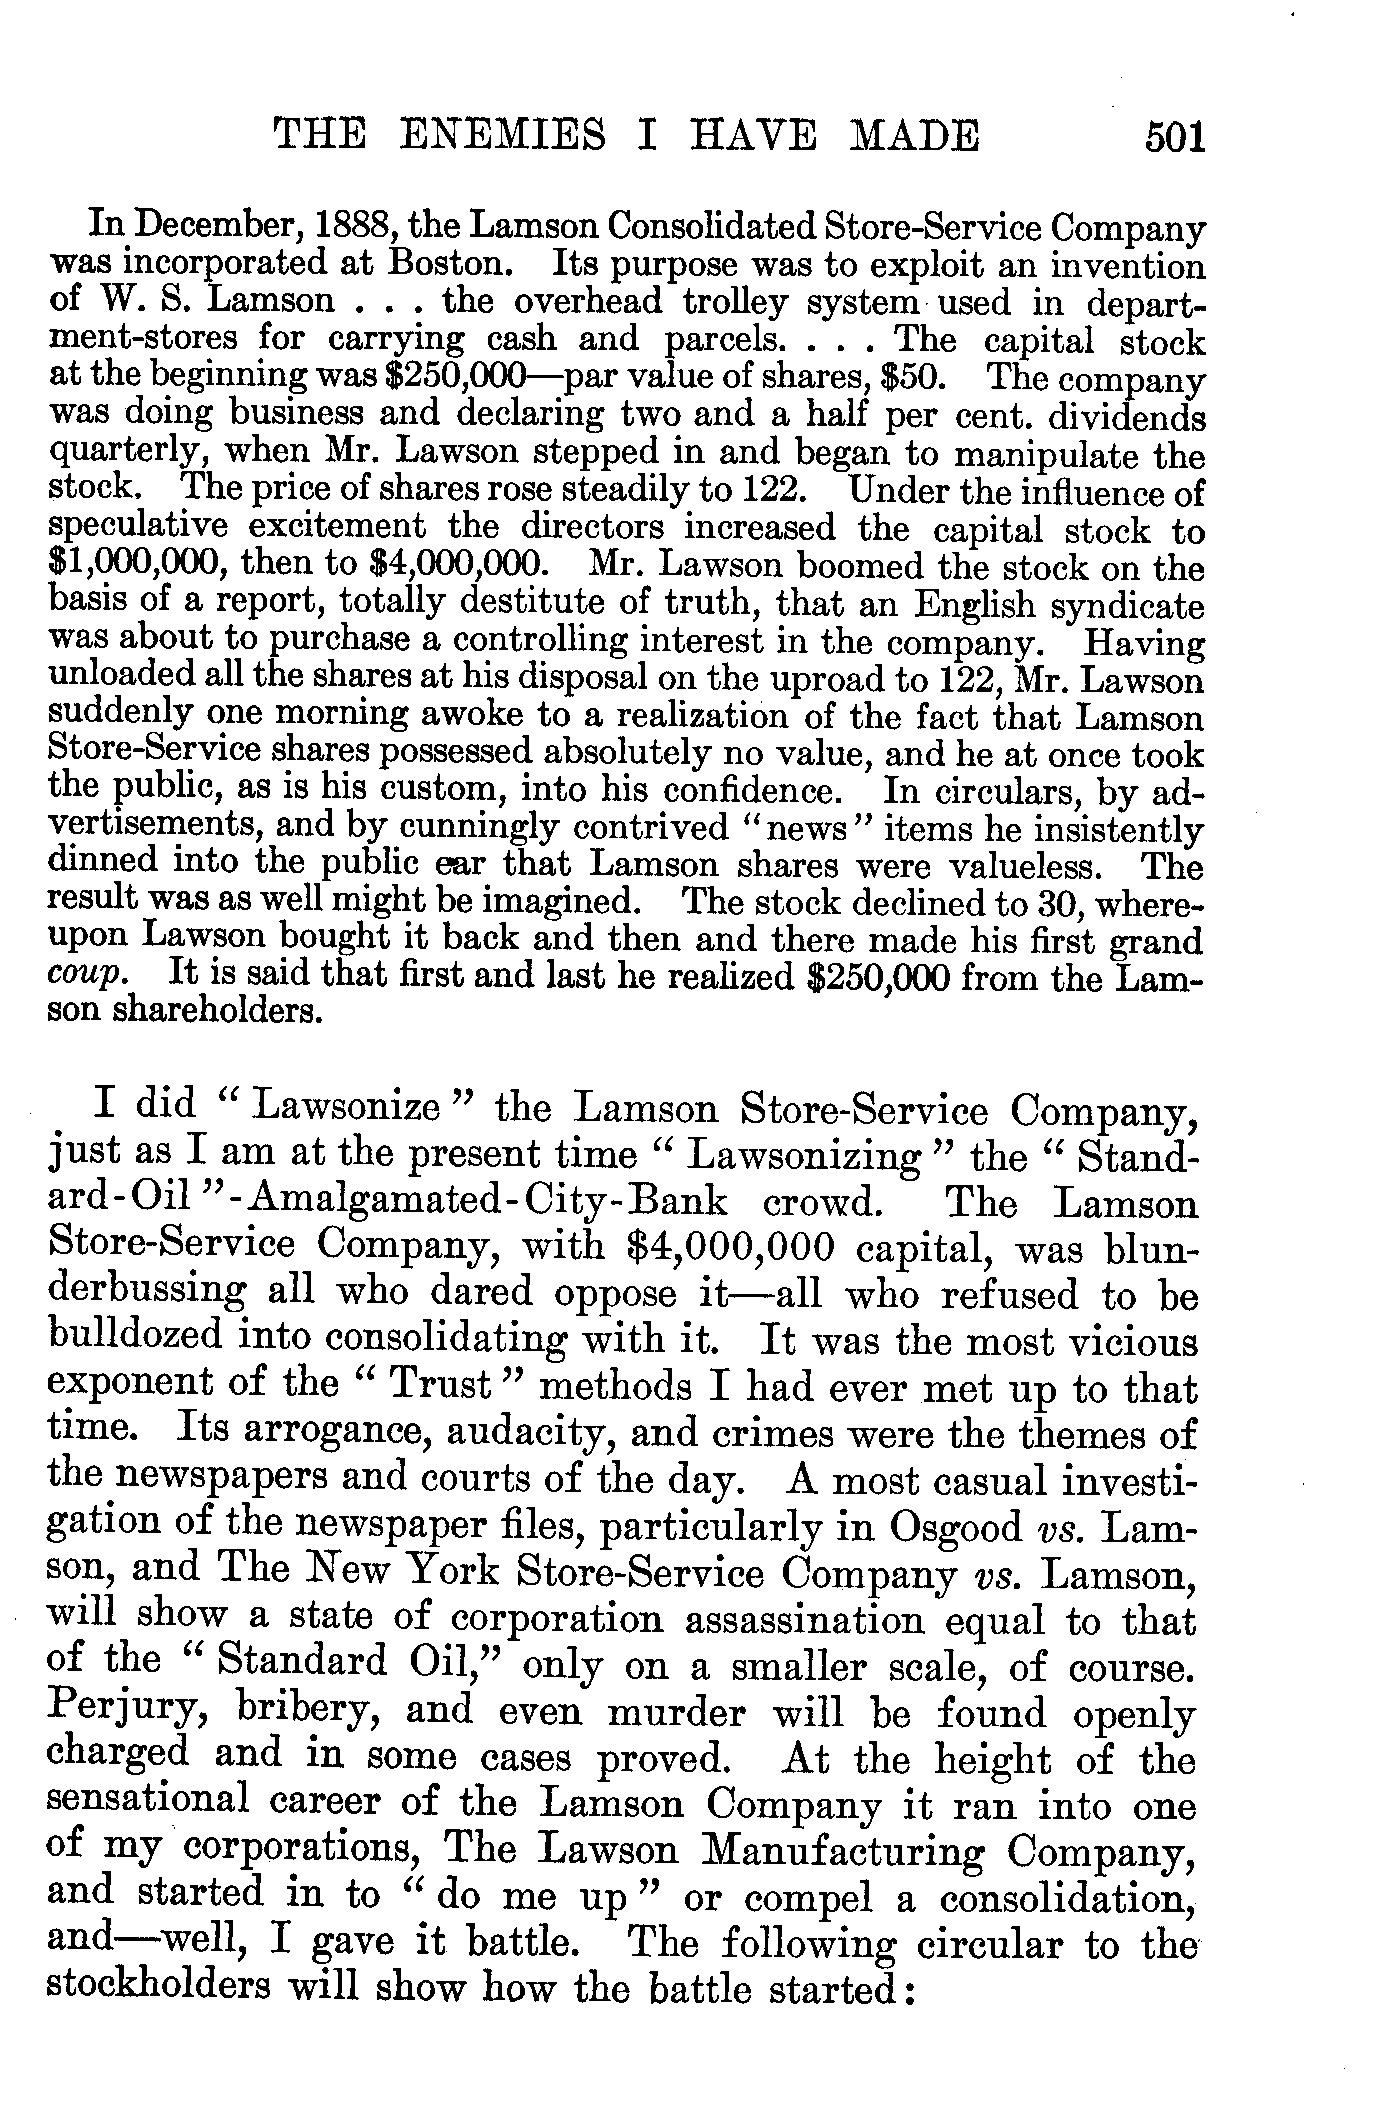 THE ENEMIES I HAVE MADE 501
In December, 1888, the Lamson Consolidated Store-Service Company
was incorporated at Boston. Its purpose was to exploit an invention
of W. S. Lamson . . . the overhead trolley system used in depart-
ment-stores for carrying cash and parcels. . . . . The capital stock
at the beginning was $250,000—par value of shares, $50. The company
was doing business and declaring two and a half per cent. dividends
quarterly, when Mr. Lawson stepped in and began to manipulate the
stock. The price of shares rose steadily to 122. Under the influence of
speculative excitement the directors increased the capital stock to
$1,000,000, then to $4,000,000. Mr. Lawson boomed the stock on the
basis of a report, totally destitute of truth, that an English syndicate
was about to purchase a controlling interest in the company. Having
unloaded all the shares at his disposal on the uproad to 122, Mr. Lawson
suddenly one morning awoke to a realization of the fact that Lamson
Store-Service shares possessed absolutely no value, and he at once took
the public, as is his custom, into his confidence. In circulars, by ad-
vertisements, and by cunningly contrived "news" items he insistently
dinned into the public ear that Lamson shares were valueless. The
result was as well might be imagined. The stock declined to 30, where-
upon Lawson bought it back and then and there made his first grand
coup. It is said that first and last he realized $250,000 from the Lam-
son shareholders.
I did "Lawsonize" the Lamson Store-Service Company,
just as I am at the present time "Lawsonizing" the "Stand-
ard-Oil"-Amalgamated-City-Bank crowd. The Lamson
Store-Service Company, with $4,000,000 capital, was blun-
derbussing all who dared oppose it—all who refused to be
bulldozed into consolidating with it. It was the most vicious
exponent of the "Trust" methods I had ever met up to that
time. Its arrogance, audacity, and crimes were the themes of
the newspapers and courts of the day. A most casual investi-
gation of the newspaper files, particularly in Osgood vs. Lam-
son, and The New York Store-Service Company vs. Lamson,
will show a state of corporation assassination equal to that
of the "Standard Oil," only on a smaller scale, of course.
Perjury, bribery, and even murder will be found openly
charged and in some cases proved. At the height of the
sensational career of the Lamson Company it ran into one
of my corporations, The Lawson Manufacturing Company,
and started in to "do me up" or compel a consolidation,
and—well, I gave it battle. The following circular to the
stockholders will show how the battle started: